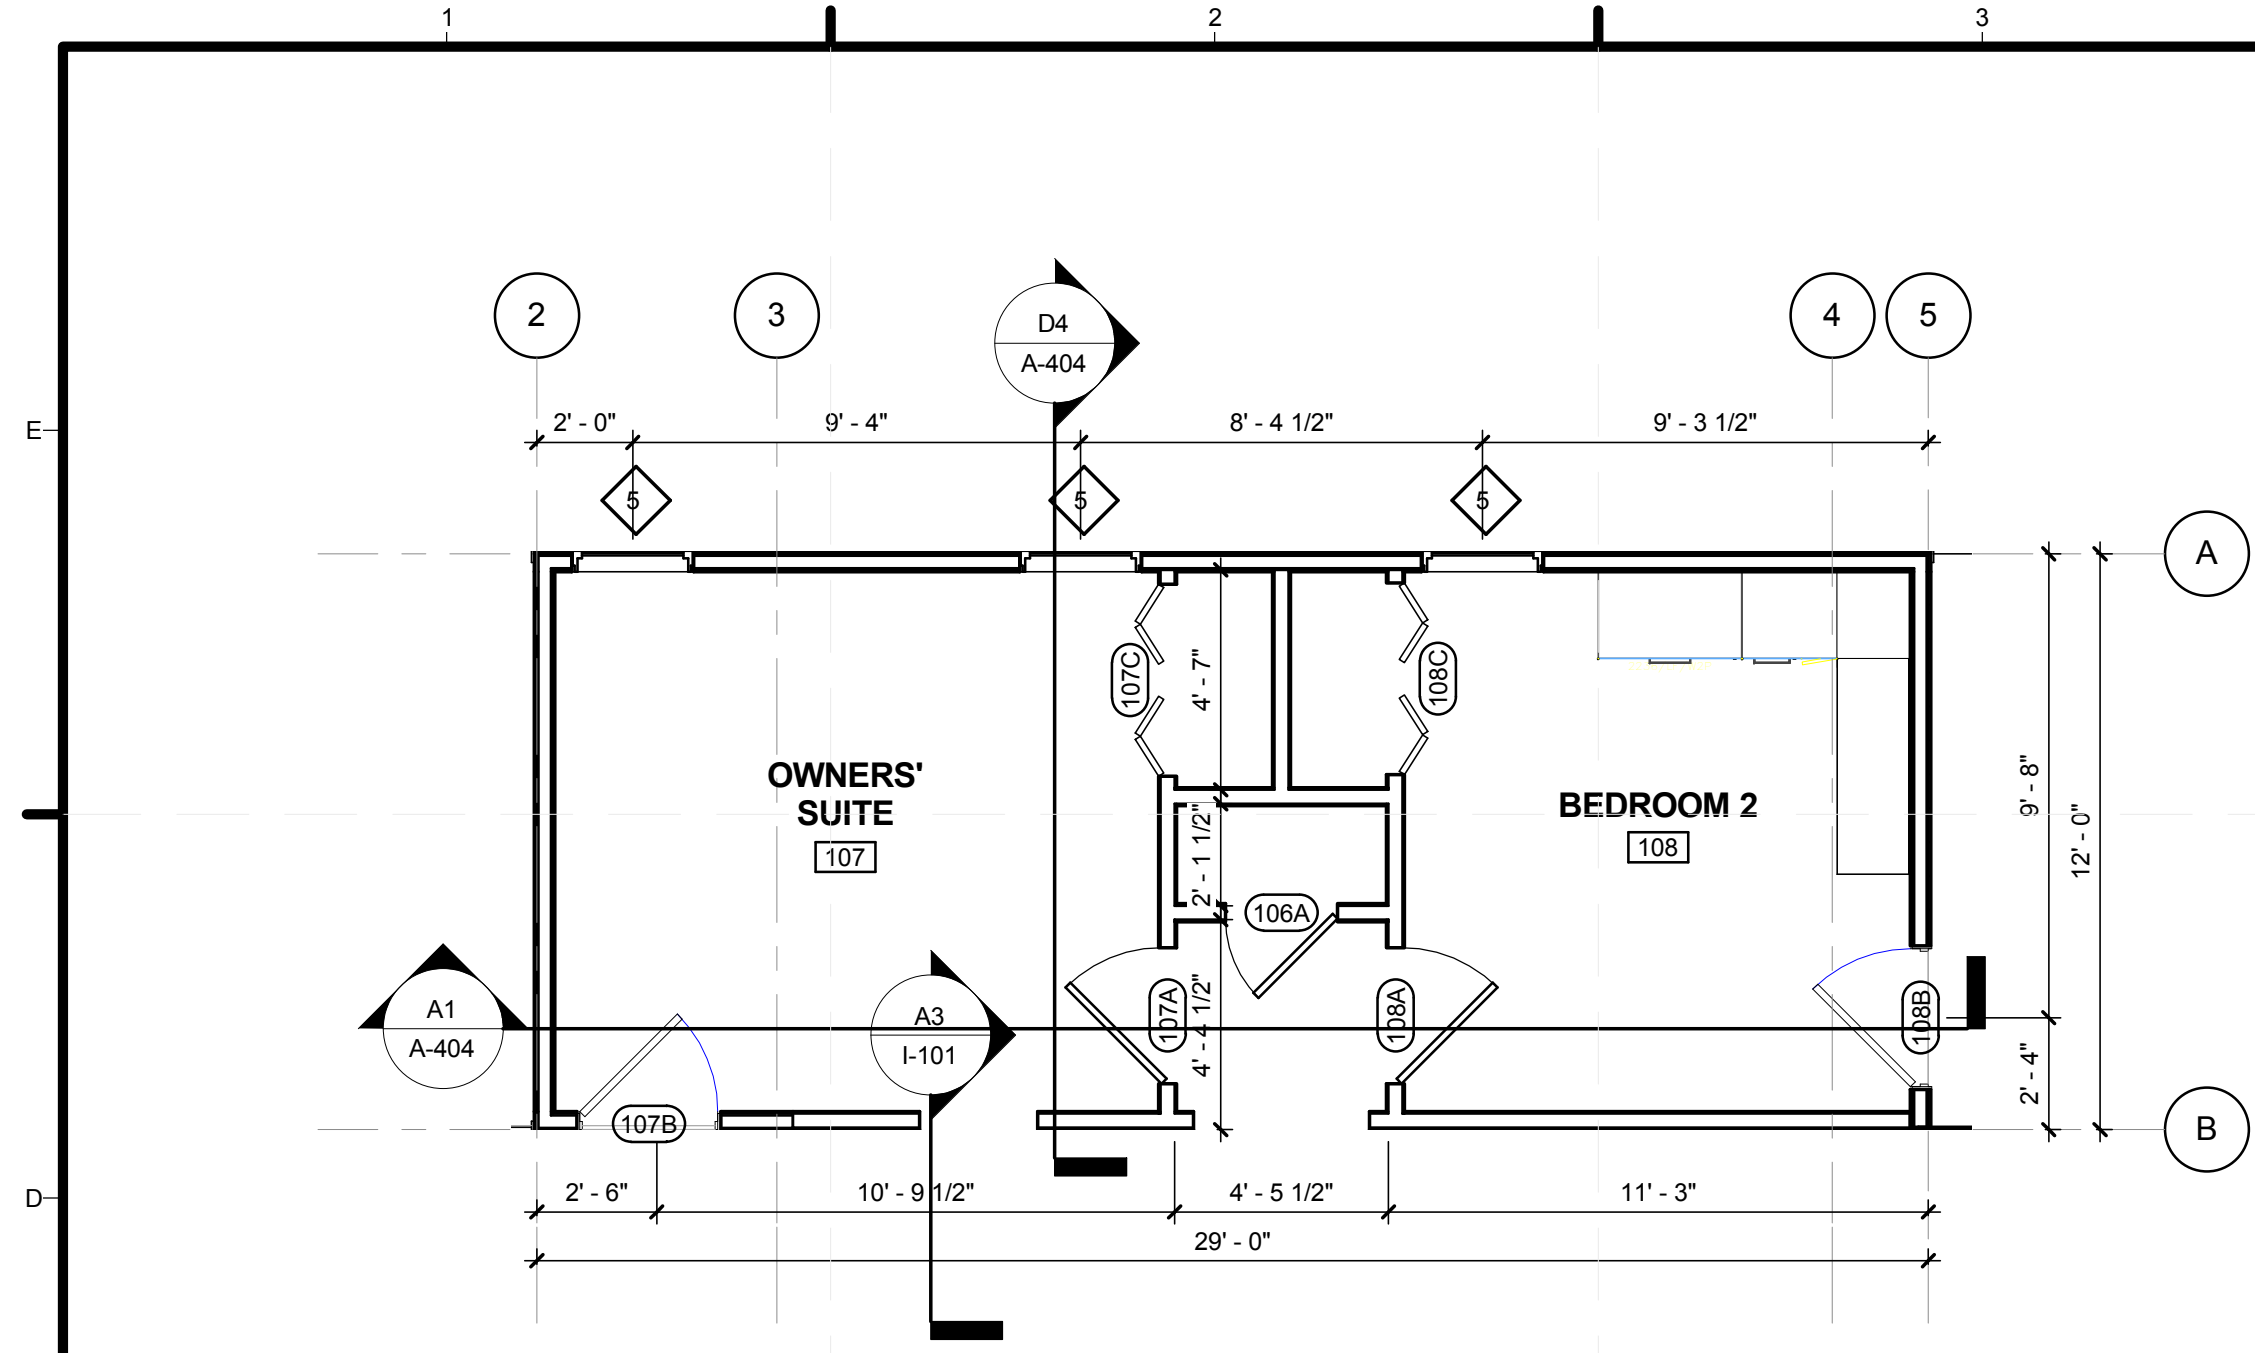 1
2
3
2
3
4
5
D4
A-404
E
2' - 0"
9' - 4"
8' - 4 1/2"
9' - 3 1/2"
5
5
5
A
107C
4' - 7"
108C
OWNERS'
SUITE
107
BEDROOM 2
108
9' - 8"
12' - 0"
2' - 1 1/2"
106A
A1
A-404
A3
I-101
107A
4' - 4 1/2"
108A
108B
2' - 4"
107B
B
D
2' - 6"
10' - 9 1/2"
4' - 5 1/2"
11' - 3"
29' - 0"